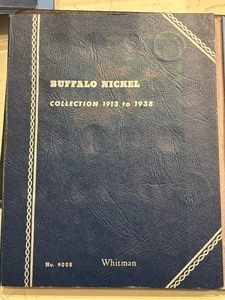 BUFFALO NICKEL
COLLECTION 1913 to 1938
No. 9008
Whitman